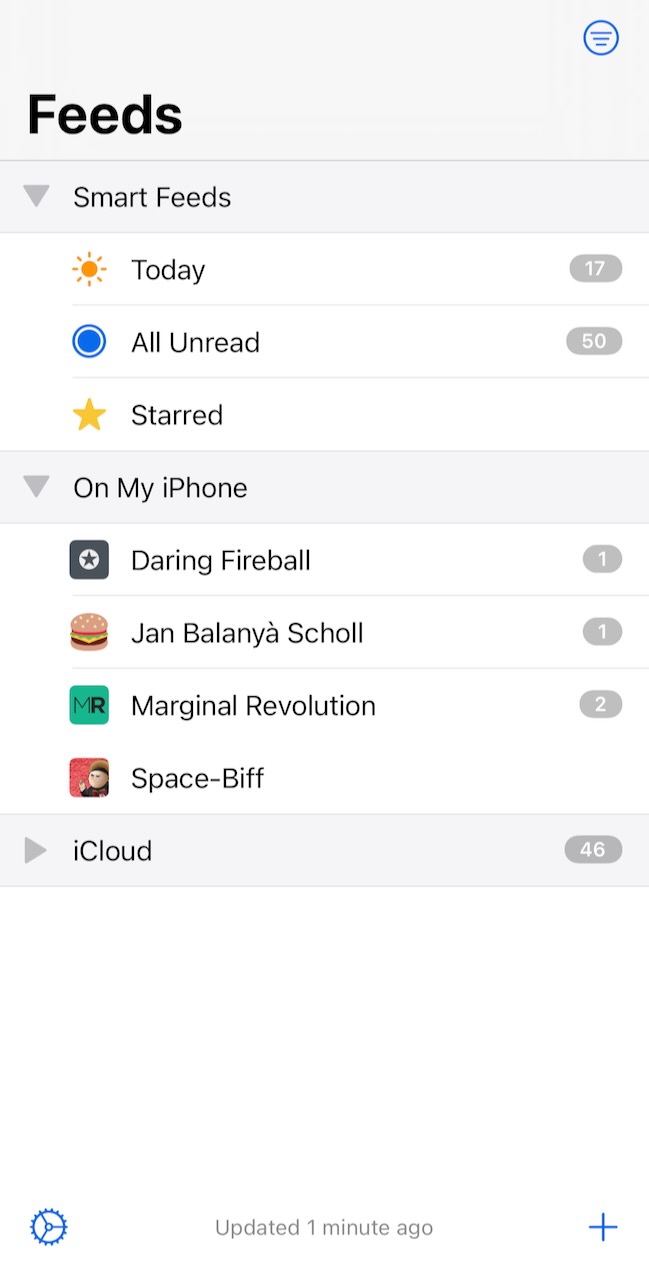 Feeds
Smart Feeds
Today 17
All Unread 50
Starred
On My iPhone
Daring Fireball 1
Jan Balanyà Scholl 1
MR Marginal Revolution 2
Space-Biff
iCloud 46
Updated 1 minute ago